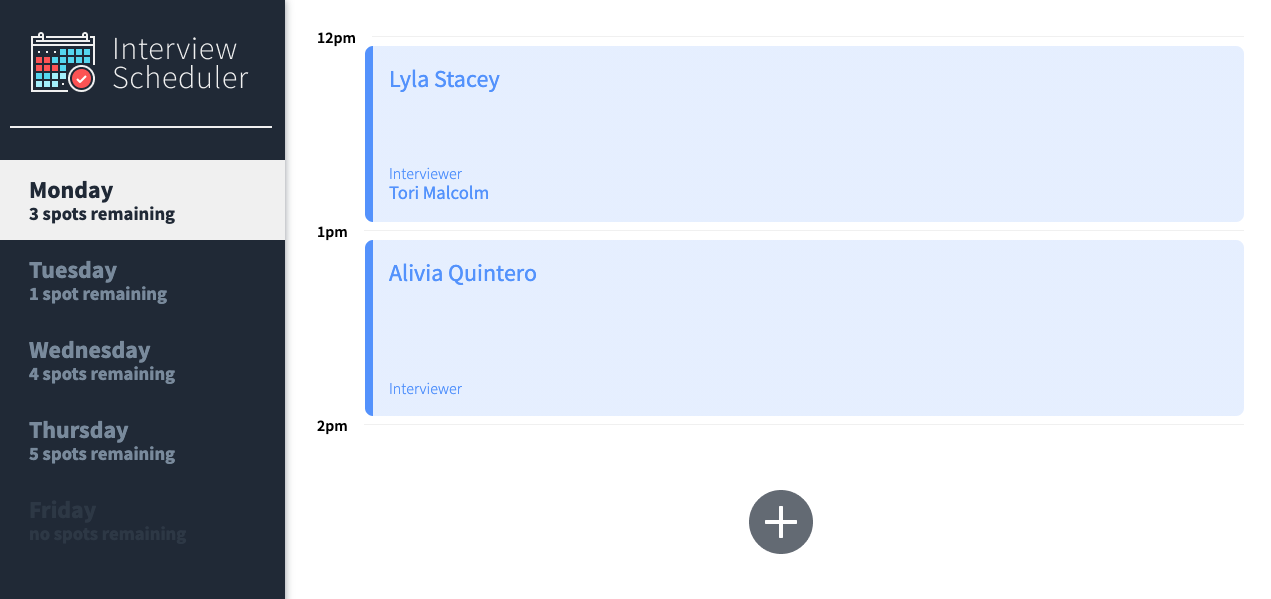 Interview
Scheduler
Monday
3 spots remaining
Tuesday
1 spot remaining
Wednesday
4 spots remaining
Thursday
5 spots remaining
Friday
no spots remaining
12pm
Lyla Stacey
Interviewer
Tori Malcolm
1pm
Alivia Quintero
Interviewer
2pm